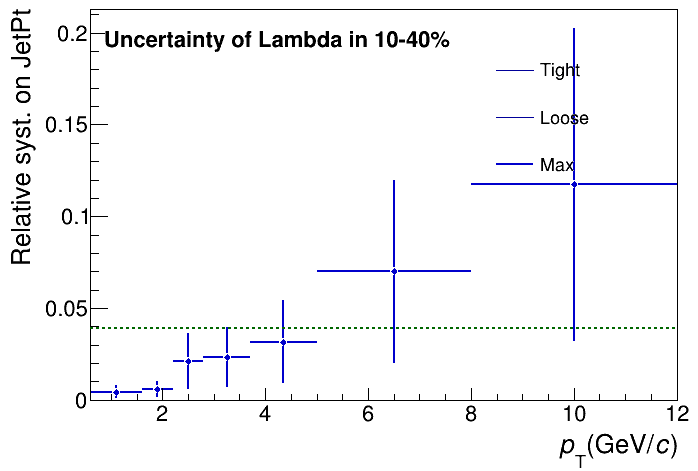 Uncertainty of Lambda in 10-40%
Relative syst. on JetPt
0.2
0.15
0.1
0.05
0
Tight
Loose
Max
2 4 6 8 10 12
p_T(GeV/c)